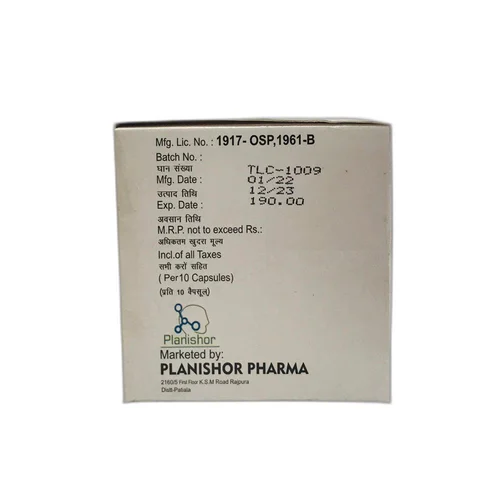 Mfg. Lic. No. : 1917- OSP,1961-B
Batch No. :
घान संख्या TLC-1009
Mfg. Date : 01/22
उत्पाद तिथि 12/23
Exp. Date : 190.00
अवसान तिथि
M.R.P. not to exceed Rs.:
अधिकतम खुदरा मूल्य
Incl.of all Taxes
सभी करों सहित
( Per10 Capsules)
(प्रति 10 कैपसूल)
Planishor
Marketed by:
PLANISHOR PHARMA
2160/5 First Floor K.S.M Road Rajpura
Distt-Patiala